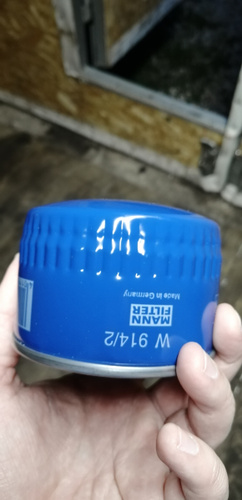 W 914/2
MANN
FILTER
Made in Germany